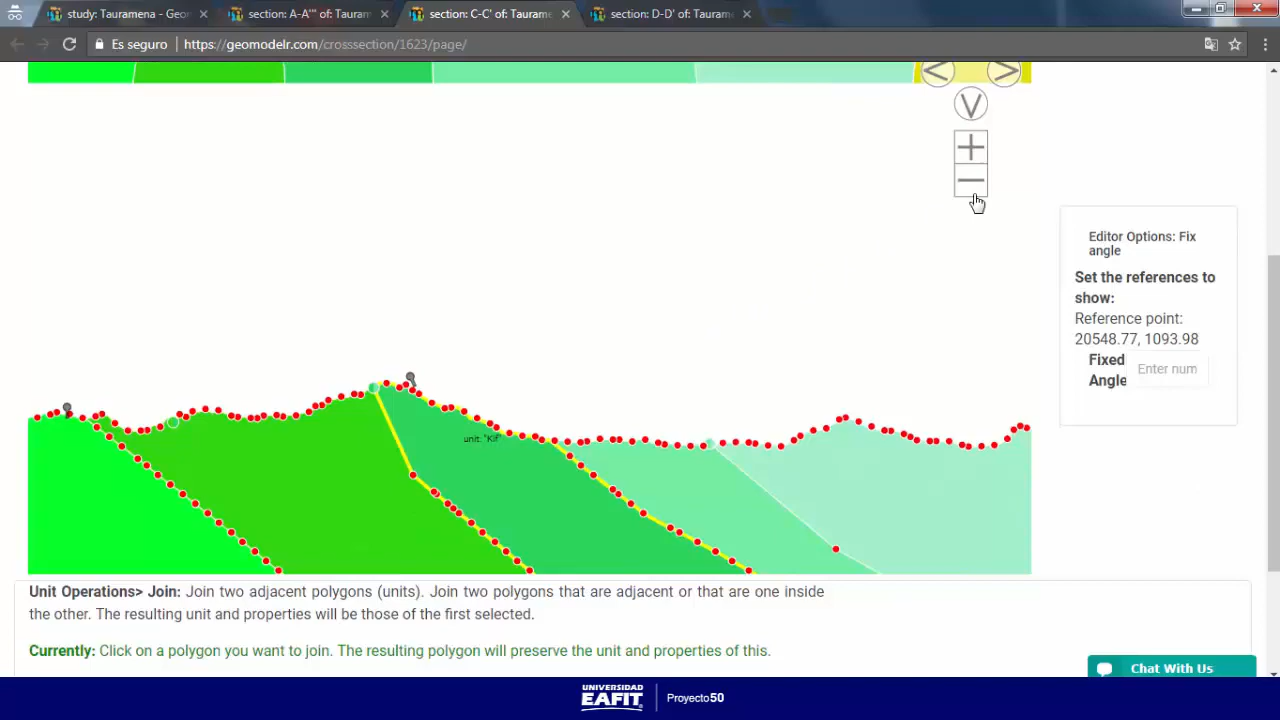 study: Tauramena - Geo
section: A-A''' of: Tauram
section: C-C' of: Taurame
section: D-D' of: Tauram
Es seguro
https://geomodelr.com/crosssection/1623/page/
< >
V
+
−
Editor Options: Fix
angle
Set the references to
show:
Reference point:
20548.77, 1093.98
Fixed
Angle
Enter num
unit: "Kif"
Unit Operations> Join: Join two adjacent polygons (units). Join two polygons that are adjacent or that are one inside
the other. The resulting unit and properties will be those of the first selected.
Currently: Click on a polygon you want to join. The resulting polygon will preserve the unit and properties of this.
Chat With Us
UNIVERSIDAD
EAFIT
Proyecto50